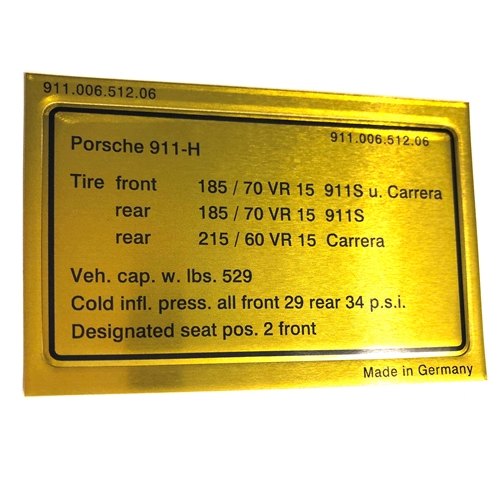 911.006.512.06
911.006.512.06
Porsche 911-H
Tire front 185 / 70 VR 15 911S u. Carrera
rear 185 / 70 VR 15 911S
rear 215 / 60 VR 15 Carrera
Veh. cap. w. lbs. 529
Cold infl. press. all front 29 rear 34 p.s.i.
Designated seat pos. 2 front
Made in Germany